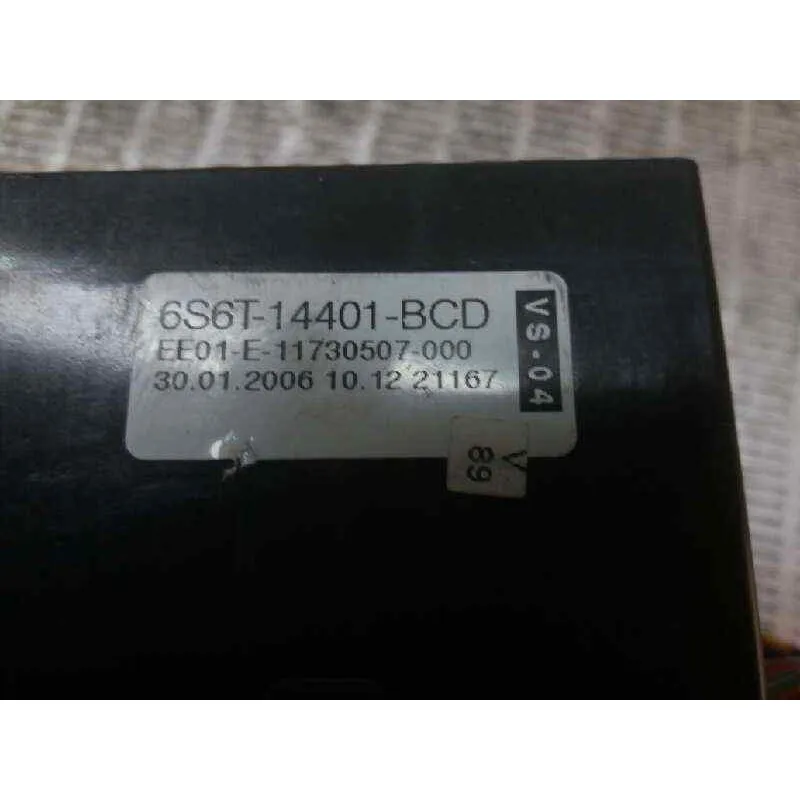 6S6T-14401-BCD
EE01-E-11730507-000
30.01.2006 10.12 21167
VS-04
V
89